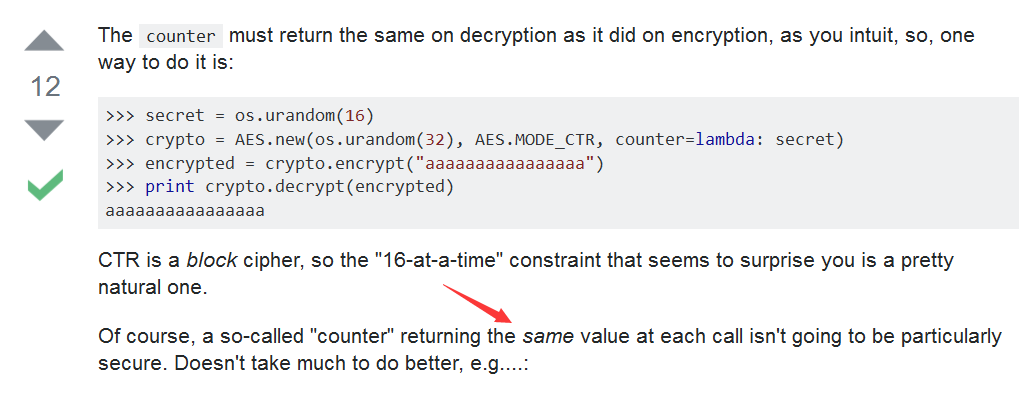 The counter must return the same on decryption as it did on encryption, as you intuit, so, one
way to do it is:
12
>>> secret = os.urandom(16)
>>> crypto = AES.new(os.urandom(32), AES.MODE_CTR, counter=lambda: secret)
>>> encrypted = crypto.encrypt("aaaaaaaaaaaaaaaa")
>>> print crypto.decrypt(encrypted)
aaaaaaaaaaaaaaaa
CTR is a block cipher, so the "16-at-a-time" constraint that seems to surprise you is a pretty
natural one.
Of course, a so-called "counter" returning the same value at each call isn't going to be particularly
secure. Doesn't take much to do better, e.g....: